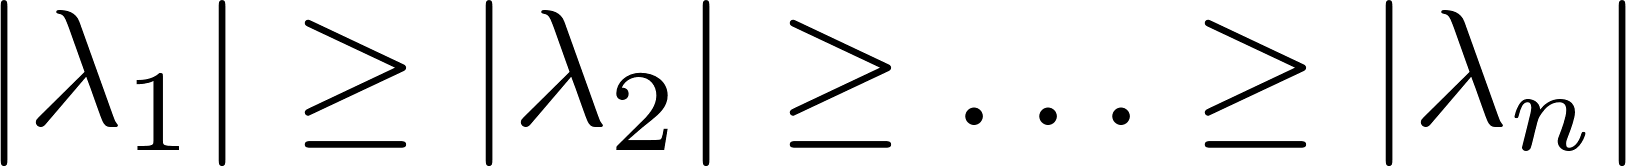 |λ₁| ≥ |λ₂| ≥ . . . ≥ |λₙ|